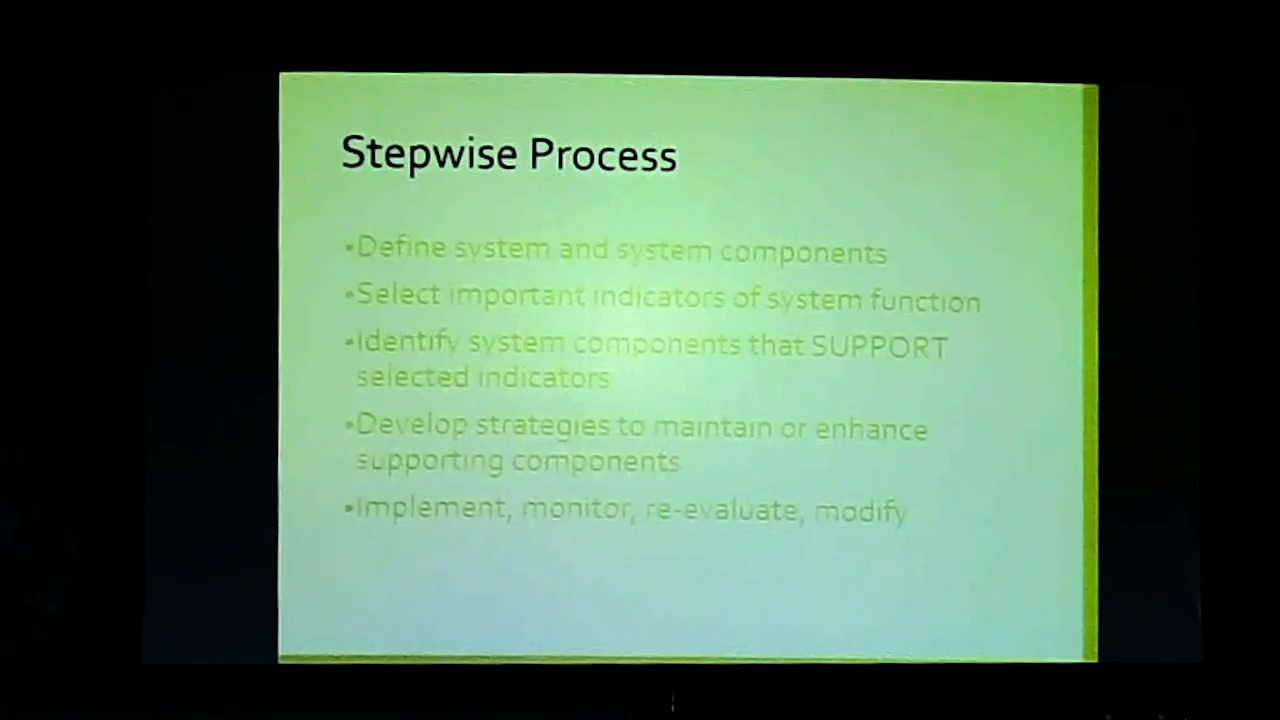 Stepwise Process
▪Define system and system components
▪Select important indicators of system function
▪Identify system components that SUPPORT
selected indicators
▪Develop strategies to maintain or enhance
supporting components
▪Implement, monitor, re-evaluate, modify